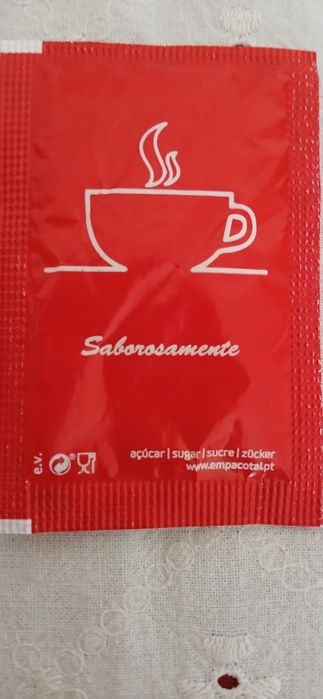 Saborosamente
e.v.
açúcar | sugar | sucre | zücker
www.empacotal.pt